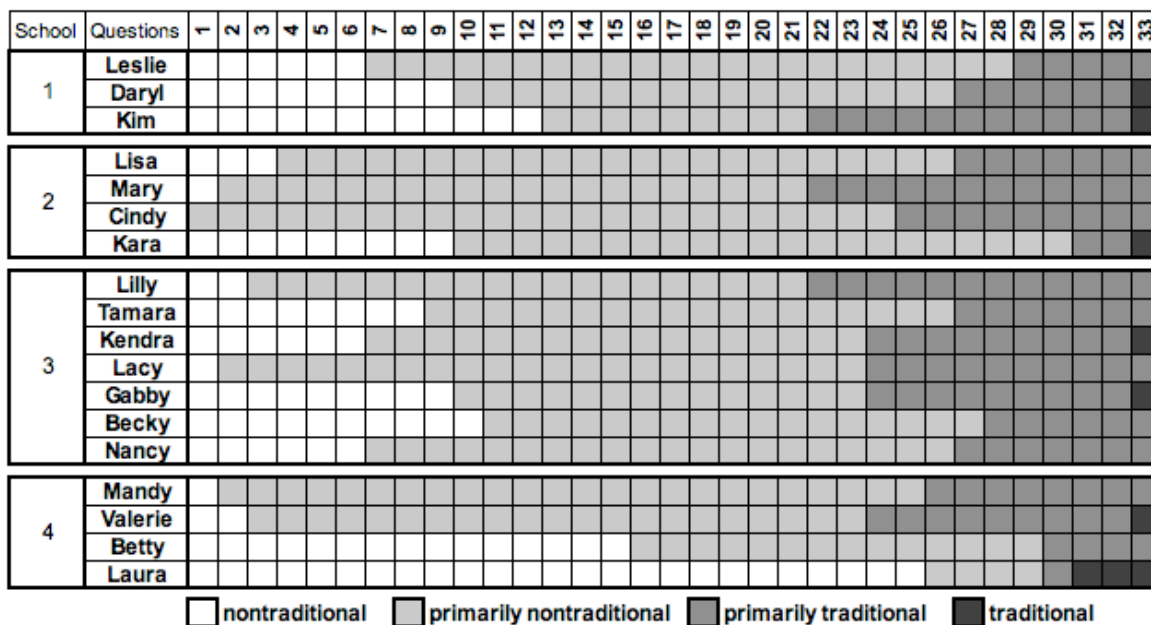 School Questions 1 2 3 4 5 6 7 8 9 10 11 12 13 14 15 16 17 18 19 20 21 22 23 24 25 26 27 28 29 30 31 32 33
1
Leslie
Daryl
Kim
2
Lisa
Mary
Cindy
Kara
3
Lilly
Tamara
Kendra
Lacy
Gabby
Becky
Nancy
4
Mandy
Valerie
Betty
Laura
nontraditional primarily nontraditional primarily traditional traditional